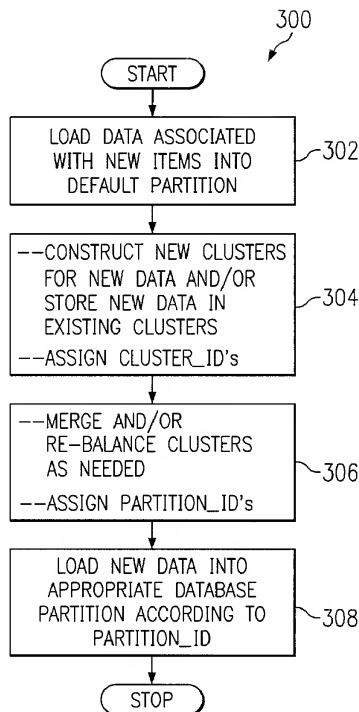 300
START
LOAD DATA ASSOCIATED
WITH NEW ITEMS INTO
DEFAULT PARTITION
302
--CONSTRUCT NEW CLUSTERS
FOR NEW DATA AND/OR
STORE NEW DATA IN
EXISTING CLUSTERS
--ASSIGN CLUSTER_ID's
304
--MERGE AND/OR
RE-BALANCE CLUSTERS
AS NEEDED
--ASSIGN PARTITION_ID's
306
LOAD NEW DATA INTO
APPROPRIATE DATABASE
PARTITION ACCORDING TO
PARTITION_ID
308
STOP